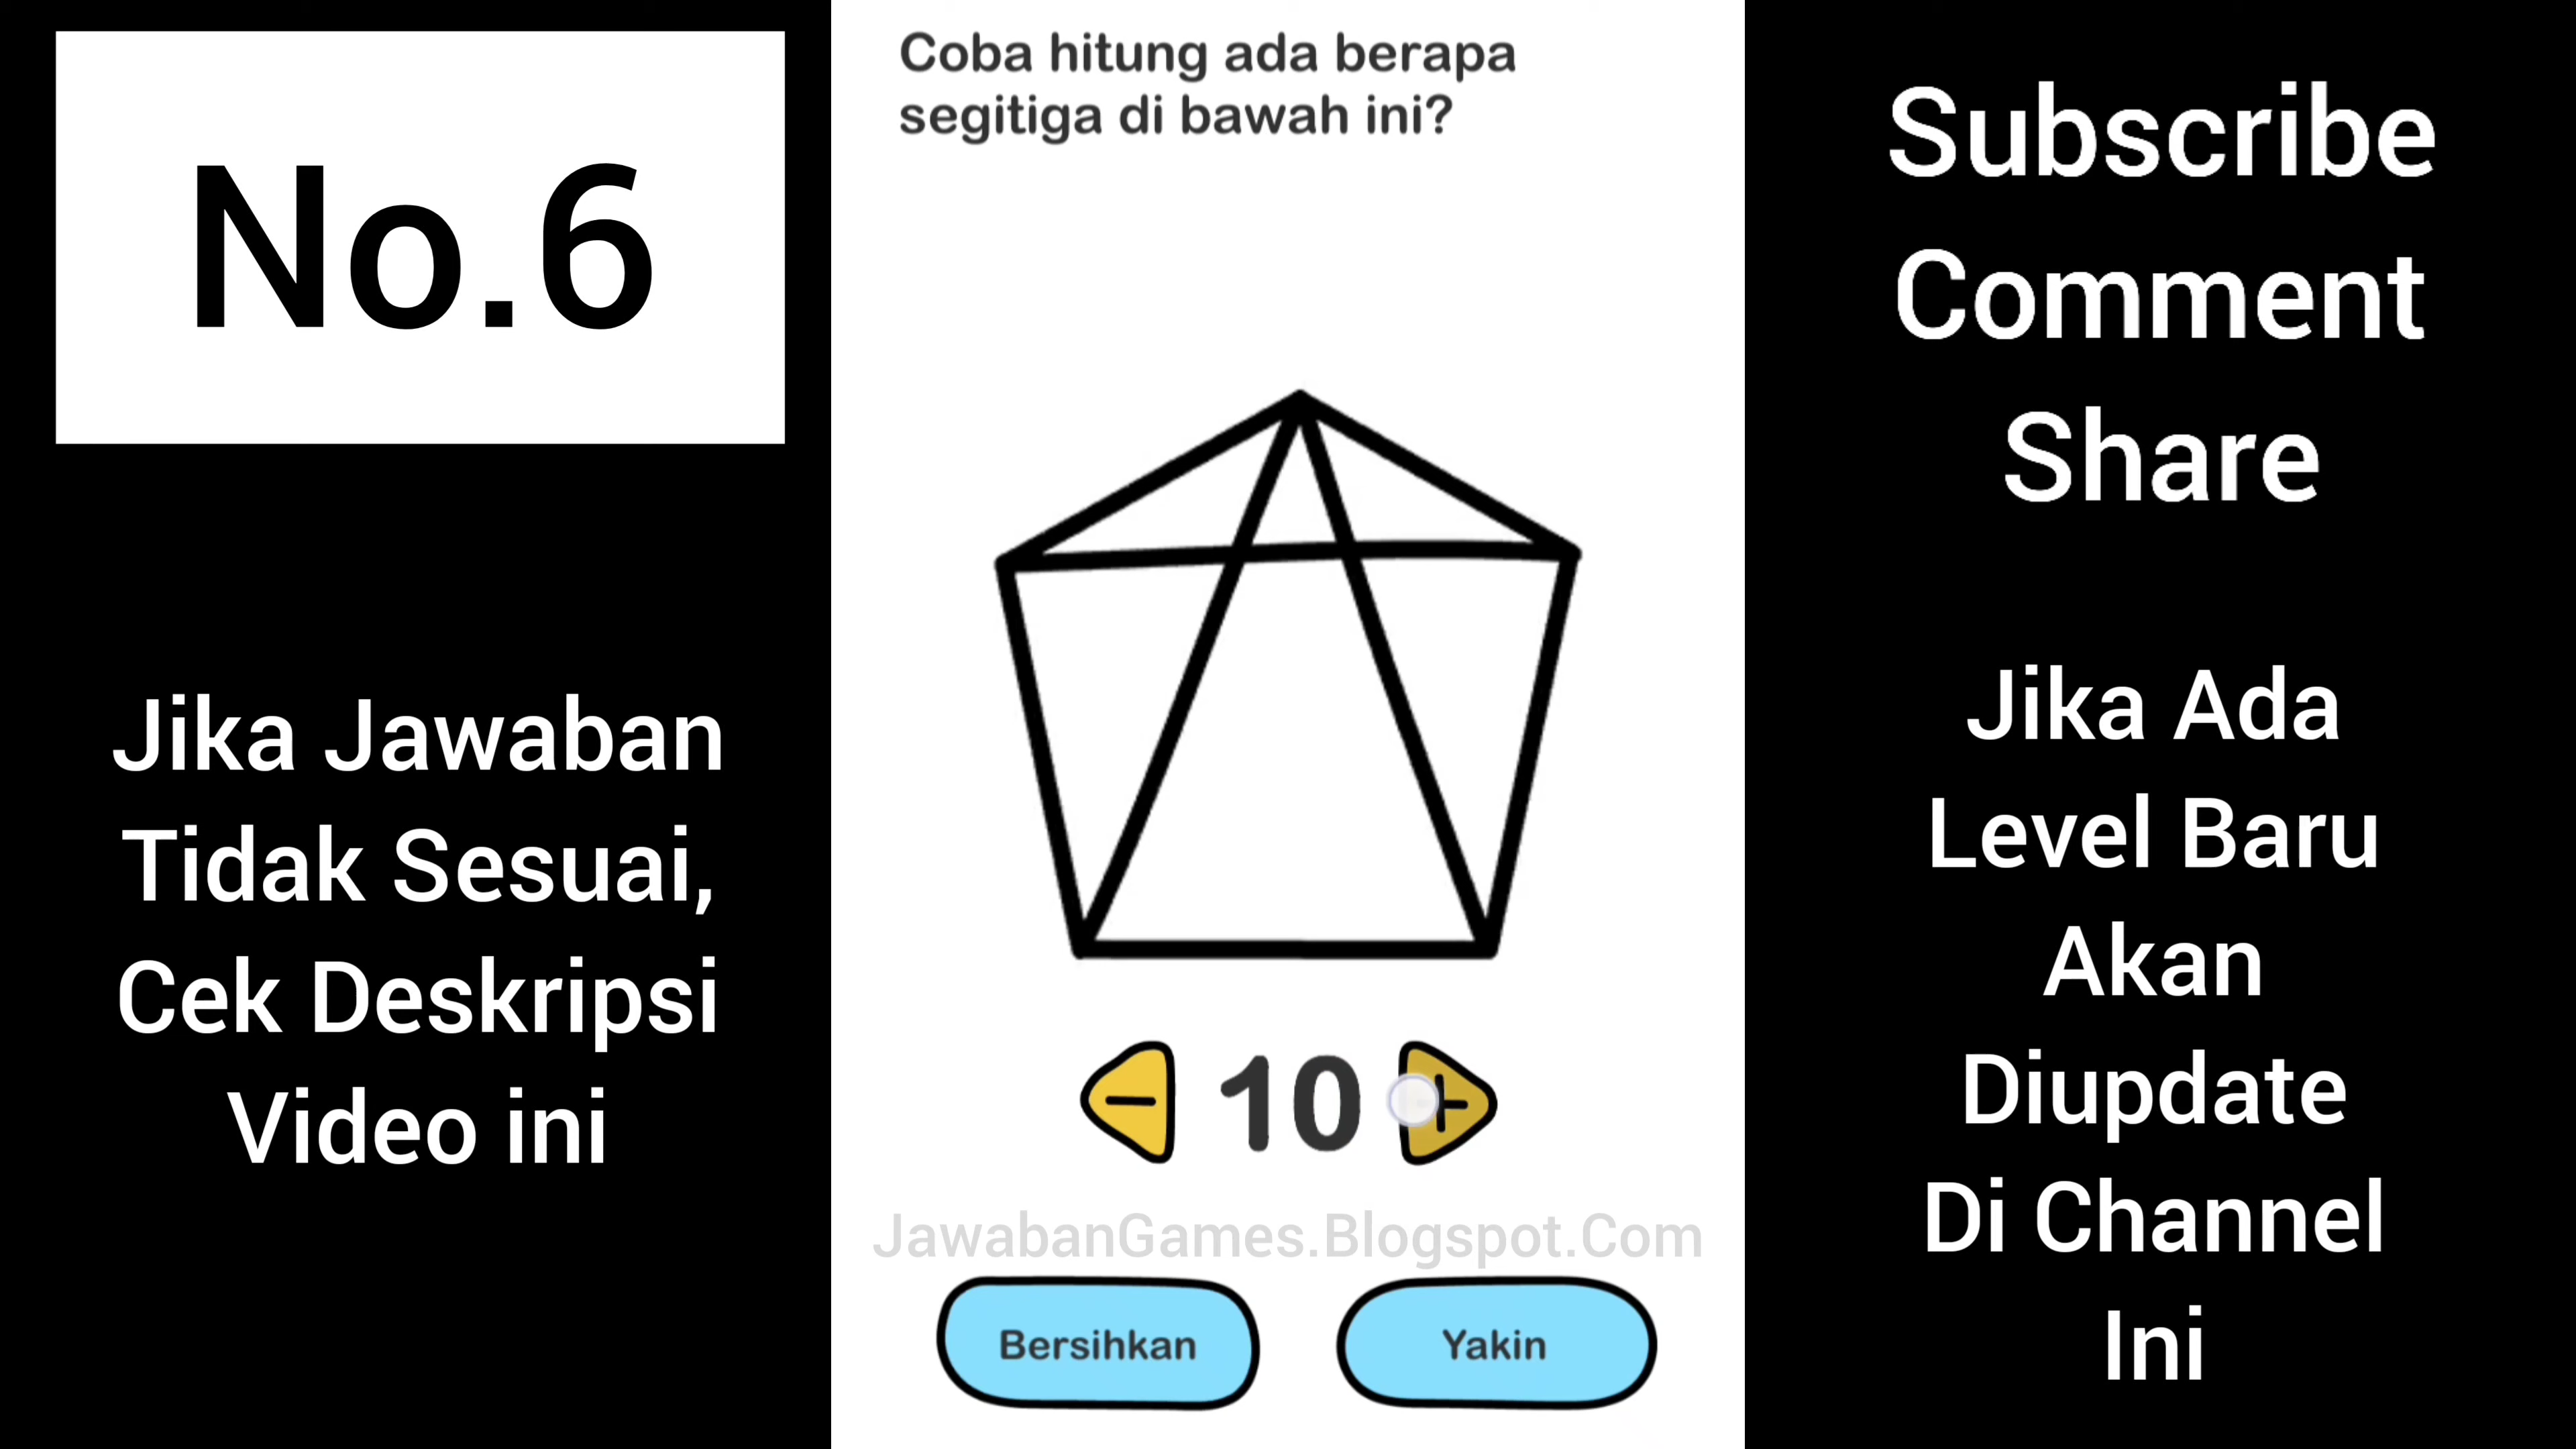 No.6
Jika Jawaban
Tidak Sesuai,
Cek Deskripsi
Video ini
Coba hitung ada berapa
segitiga di bawah ini?
− 10 +
JawabanGames.Blogspot.Com
Bersihkan
Yakin
Subscribe
Comment
Share
Jika Ada
Level Baru
Akan
Diupdate
Di Channel
Ini